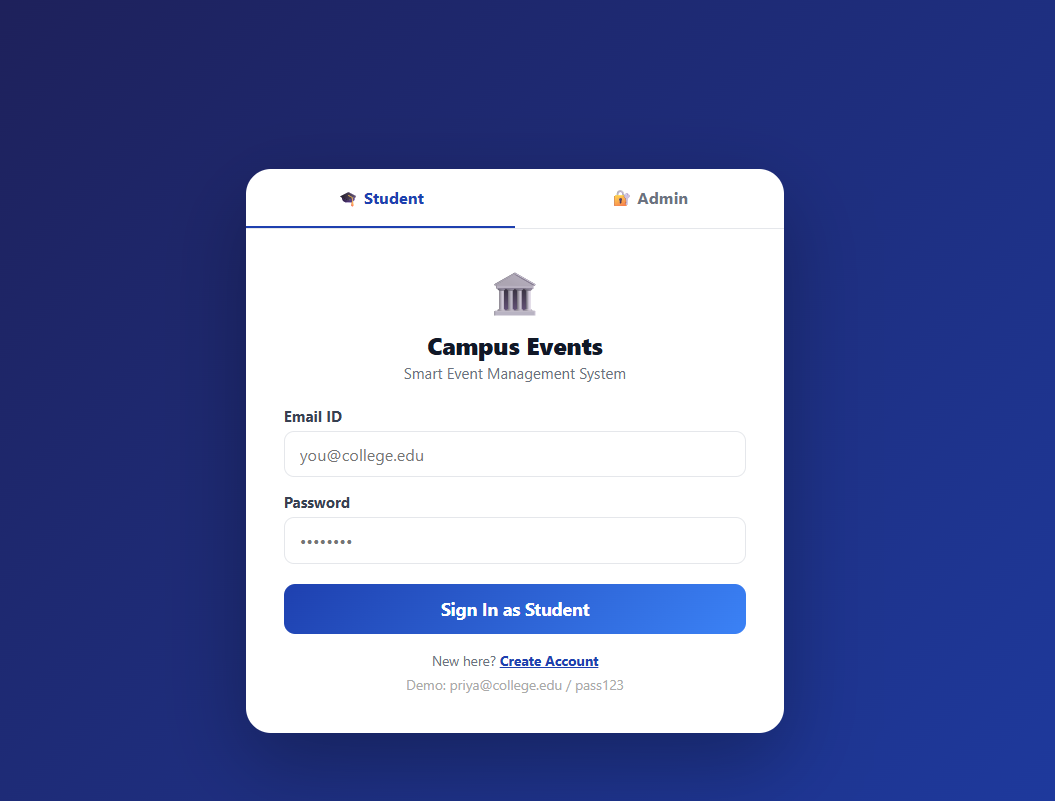 Student
Admin
Campus Events
Smart Event Management System
Email ID
you@college.edu
Password
••••••••
Sign In as Student
New here? Create Account
Demo: priya@college.edu / pass123